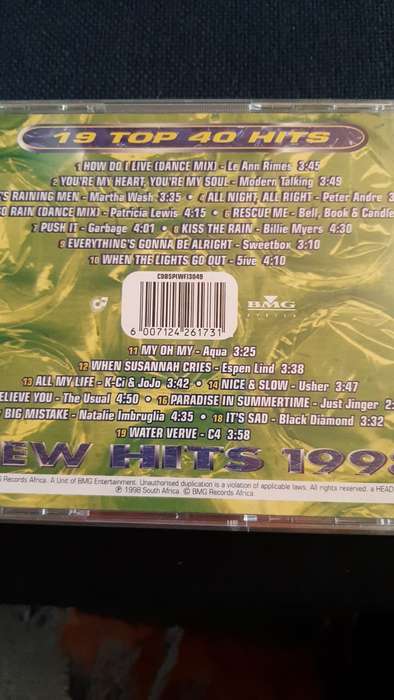 19 TOP 40 HITS
1 HOW DO I LIVE (DANCE MIX) - Le Ann Rimes 3:45
2 YOU'RE MY HEART, YOU'RE MY SOUL - Modern Talking 3:49
'S RAINING MEN - Martha Wash 3:35 • 4 ALL NIGHT, ALL RIGHT - Peter Andre 3
GO RAIN (DANCE MIX) - Patricia Lewis 4:15 • 6 RESCUE ME - Bell, Book & Candle
7 PUSH IT - Garbage 4:01 • 8 KISS THE RAIN - Billie Myers 4:30
9 EVERYTHING'S GONNA BE ALRIGHT - Sweetbox 3:10
10 WHEN THE LIGHTS GO OUT - 5ive 4:10
CDBSP(WF)3049
6 007124 261731
BMG
AFRICA
11 MY OH MY - Aqua 3:25
12 WHEN SUSANNAH CRIES - Espen Lind 3:38
13 ALL MY LIFE - K-Ci & JoJo 3:42 • 14 NICE & SLOW - Usher 3:47
ELIEVE YOU - The Usual 4:50 • 16 PARADISE IN SUMMERTIME - Just Jinger 2:
BIG MISTAKE - Natalie Imbruglia 4:35 • 18 IT'S SAD - Black Diamond 3:32
19 WATER VERVE - C4 3:58
EW HITS 1998
G Records Africa. A Unit of BMG Entertainment. Unauthorised duplication is a violation of applicable laws. All rights reserved. a HEAD
℗ 1998 South Africa. © BMG Records Africa.